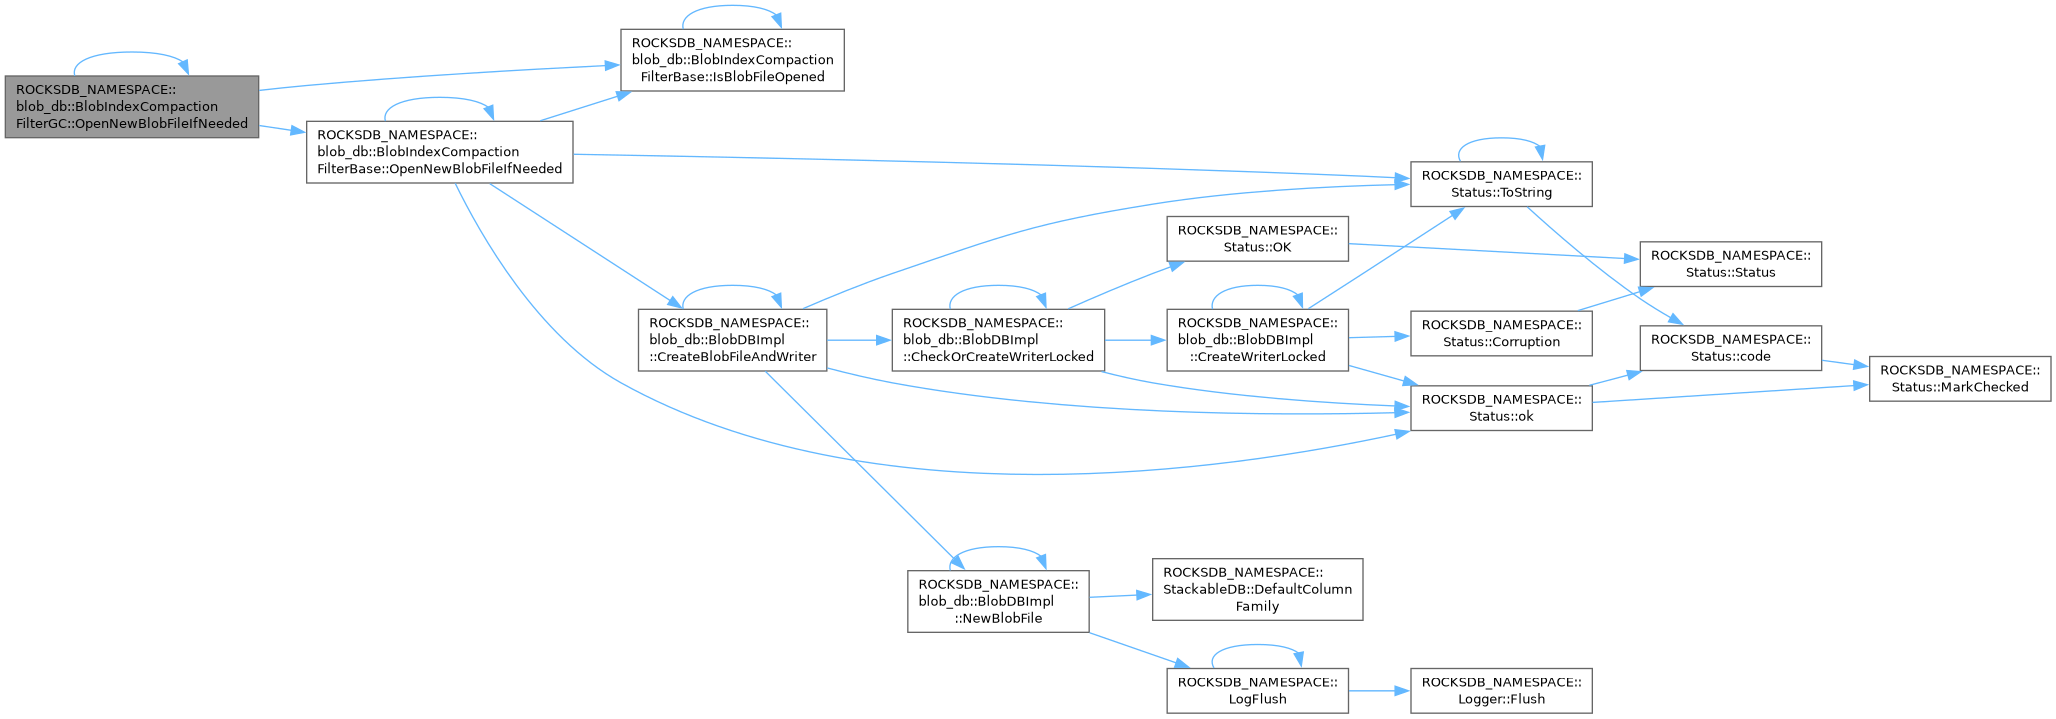 ROCKSDB_NAMESPACE::
blob_db::BlobIndexCompaction
FilterGC::OpenNewBlobFileIfNeeded
ROCKSDB_NAMESPACE::
blob_db::BlobIndexCompaction
FilterBase::IsBlobFileOpened
ROCKSDB_NAMESPACE::
blob_db::BlobIndexCompaction
FilterBase::OpenNewBlobFileIfNeeded
ROCKSDB_NAMESPACE::
Status::ToString
ROCKSDB_NAMESPACE::
Status::OK
ROCKSDB_NAMESPACE::
Status::Status
ROCKSDB_NAMESPACE::
blob_db::BlobDBImpl
::CreateBlobFileAndWriter
ROCKSDB_NAMESPACE::
blob_db::BlobDBImpl
::CheckOrCreateWriterLocked
ROCKSDB_NAMESPACE::
blob_db::BlobDBImpl
::CreateWriterLocked
ROCKSDB_NAMESPACE::
Status::Corruption
ROCKSDB_NAMESPACE::
Status::code
ROCKSDB_NAMESPACE::
Status::MarkChecked
ROCKSDB_NAMESPACE::
Status::ok
ROCKSDB_NAMESPACE::
blob_db::BlobDBImpl
::NewBlobFile
ROCKSDB_NAMESPACE::
StackableDB::DefaultColumn
Family
ROCKSDB_NAMESPACE::
LogFlush
ROCKSDB_NAMESPACE::
Logger::Flush